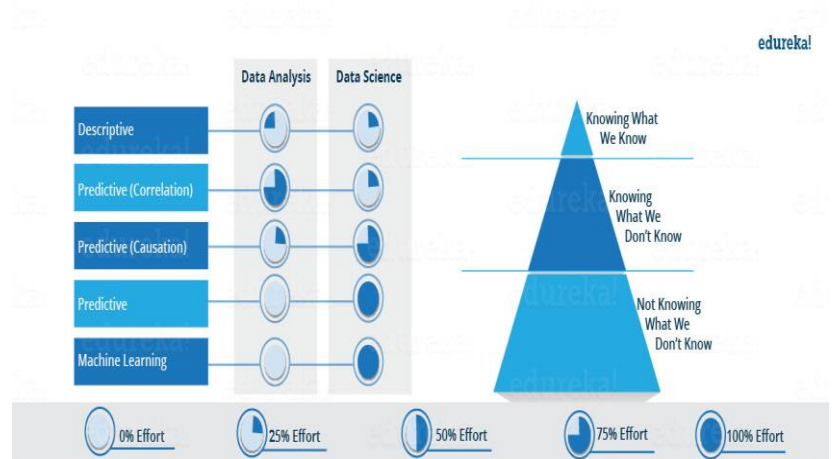 edureka!
Data Analysis Data Science
Descriptive
Predictive (Correlation)
Predictive (Causation)
Predictive
Machine Learning
Knowing What
We Know
Knowing
What We
Don't Know
Not Knowing
What We
Don't Know
0% Effort 25% Effort 50% Effort 75% Effort 100% Effort